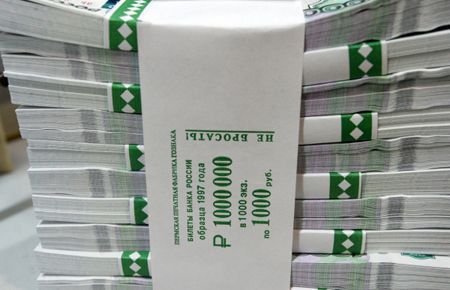 НЕ БРОСАТЬ!
ПЕРМСКАЯ ПЕЧАТНАЯ ФАБРИКА ГОЗНАКА
БИЛЕТЫ БАНКА РОССИИ
образца 1997 года
₽ 1000000
в 1000 экз.
по 1000 руб.